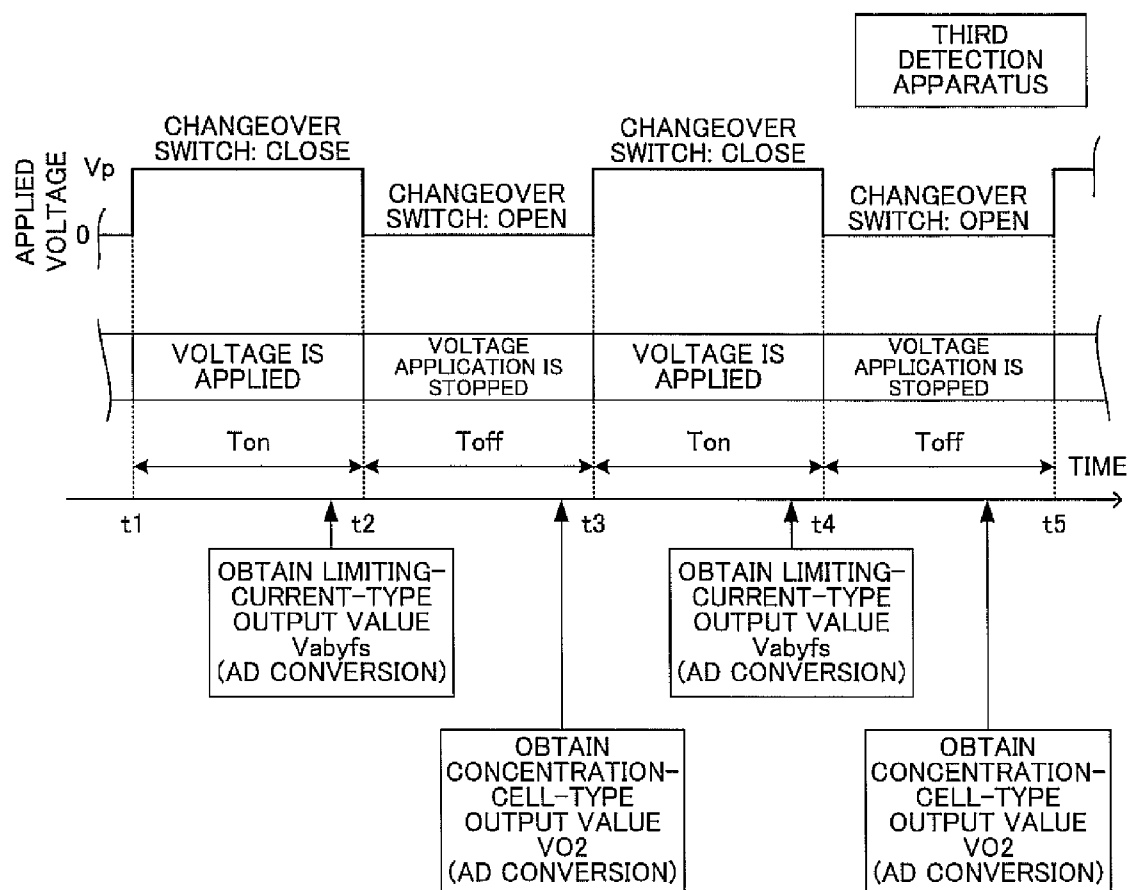 THIRD
DETECTION
APPARATUS
CHANGEOVER
SWITCH: CLOSE
CHANGEOVER
SWITCH: CLOSE
APPLIED
VOLTAGE
Vp
CHANGEOVER
SWITCH: OPEN
CHANGEOVER
SWITCH: OPEN
0
VOLTAGE IS
APPLIED
VOLTAGE
APPLICATION IS
STOPPED
VOLTAGE IS
APPLIED
VOLTAGE
APPLICATION IS
STOPPED
Ton
Toff
Ton
Toff
TIME
t1
t2
t3
t4
t5
OBTAIN LIMITING-
CURRENT-TYPE
OUTPUT VALUE
Vabyfs
(AD CONVERSION)
OBTAIN LIMITING-
CURRENT-TYPE
OUTPUT VALUE
Vabyfs
(AD CONVERSION)
OBTAIN
CONCENTRATION-
CELL-TYPE
OUTPUT VALUE
VO2
(AD CONVERSION)
OBTAIN
CONCENTRATION-
CELL-TYPE
OUTPUT VALUE
VO2
(AD CONVERSION)